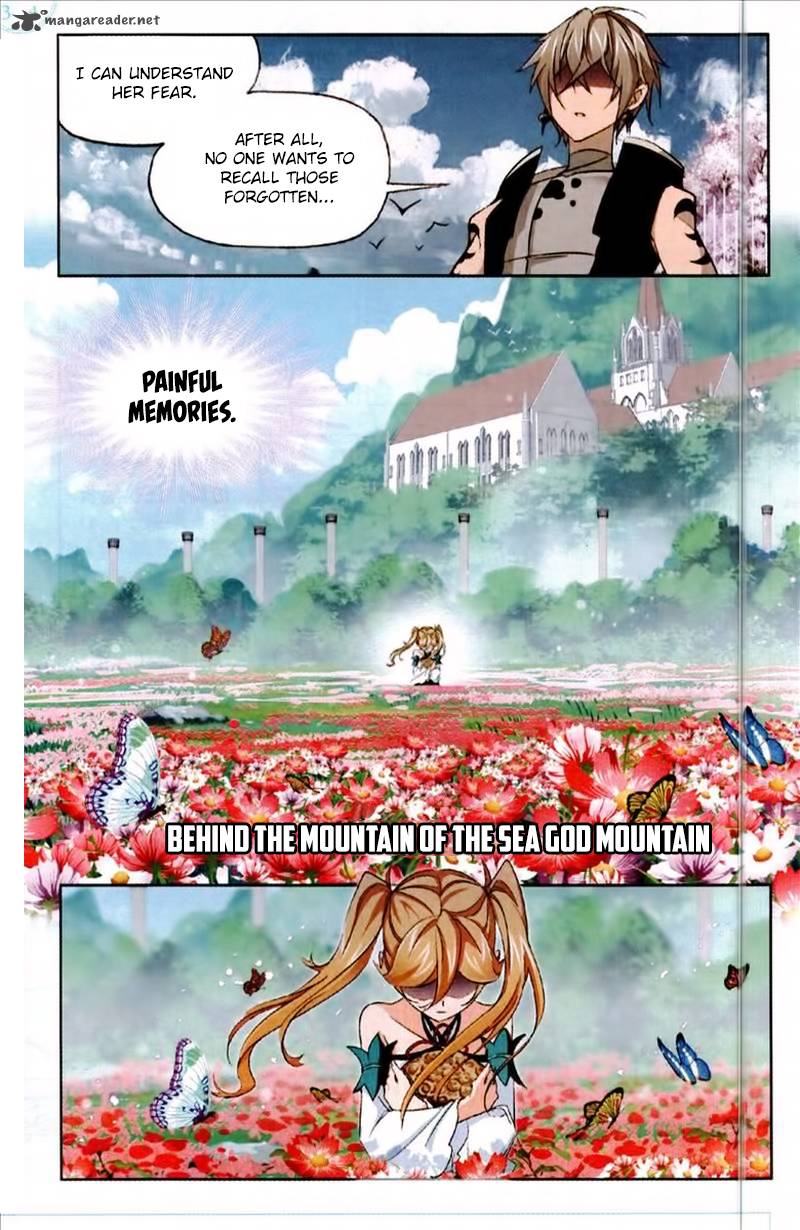 mangareader.net
I CAN UNDERSTAND
HER FEAR.
AFTER ALL,
NO ONE WANTS TO
RECALL THOSE
FORGOTTEN...
PAINFUL
MEMORIES.
BEHIND THE MOUNTAIN OF THE SEA GOD MOUNTAIN